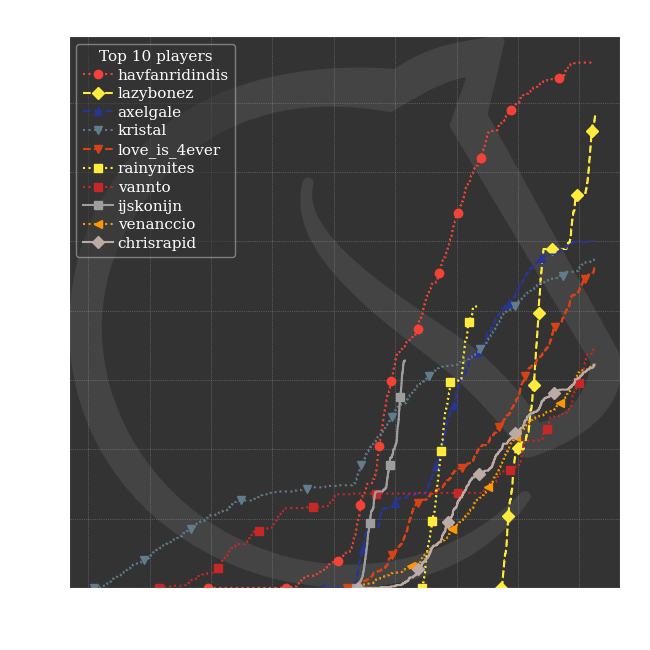 Top 10 players
havfanridindis
lazybonez
axelgale
kristal
love_is_4ever
rainynites
vannto
ijskonijn
venanccio
chrisrapid